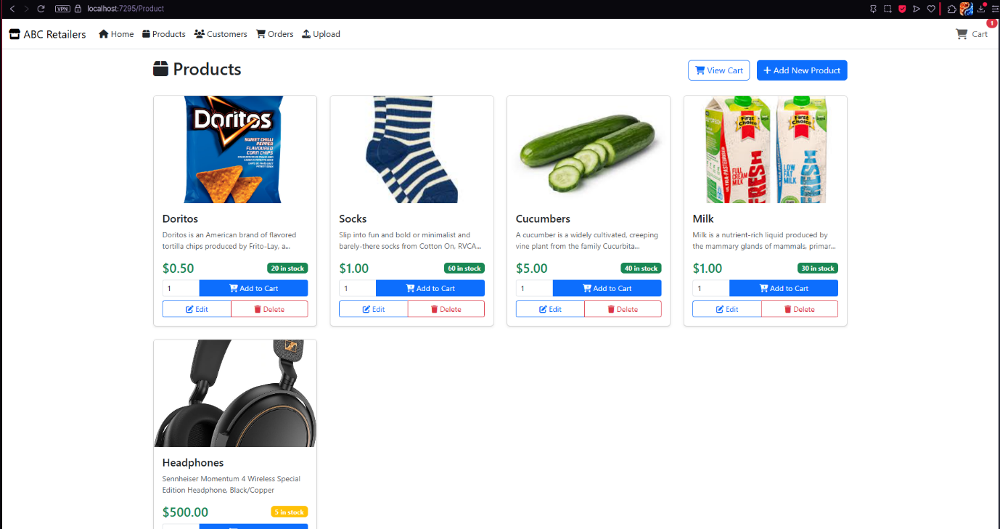 VPN localhost:7295/Product
ABC Retailers Home Products Customers Orders Upload 1 Cart
Products View Cart + Add New Product
Doritos
SWEET CHILLI
PEPPER
FLAVOURED
CORN CHIPS
First Choice
First Choice
ULTRA-PASTEURISED
FULL CREAM MILK
FRESH
LOW FAT MILK
FRESH
Doritos
Doritos is an American brand of flavored
tortilla chips produced by Frito-Lay, a...
$0.50 20 in stock
1 Add to Cart
Edit Delete
Socks
Slip into fun and bold or minimalist and
barely-there socks from Cotton On, RVCA...
$1.00 60 in stock
1 Add to Cart
Edit Delete
Cucumbers
A cucumber is a widely cultivated, creeping
vine plant from the family Cucurbita...
$5.00 40 in stock
1 Add to Cart
Edit Delete
Milk
Milk is a nutrient-rich liquid produced by
the mammary glands of mammals, primar...
$1.00 30 in stock
1 Add to Cart
Edit Delete
Headphones
Sennheiser Momentum 4 Wireless Special
Edition Headphone, Black/Copper
$500.00 5 in stock